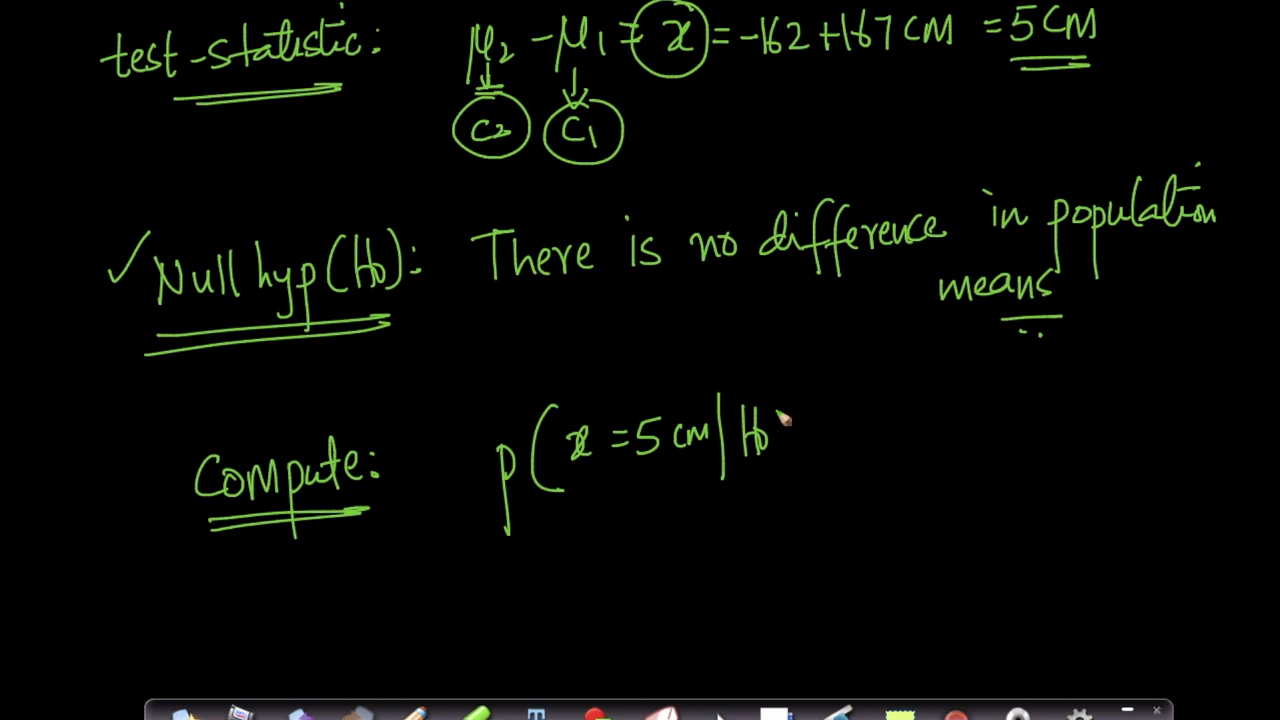 test-statistic: μ2 - μ1 = x = -162 + 167 CM = 5 CM
C2 C1
✓ Null hyp (H0): There is no difference in population
means
Compute: P(x = 5 cm | H0